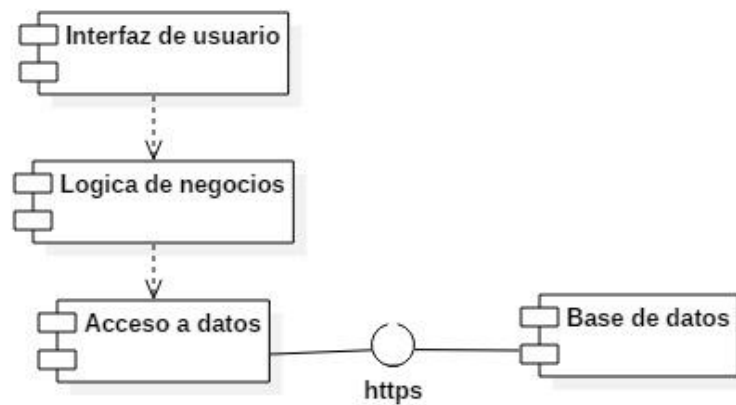 Interfaz de usuario
Logica de negocios
Acceso a datos
Base de datos
https